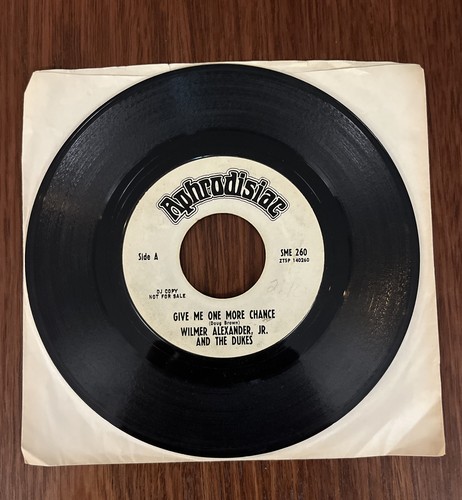 Aphrodisiac
Side A
SME 260
ZTSP 140260
DJ COPY
NOT FOR SALE
GIVE ME ONE MORE CHANCE
(Doug Brown)
WILMER ALEXANDER, JR.
AND THE DUKES